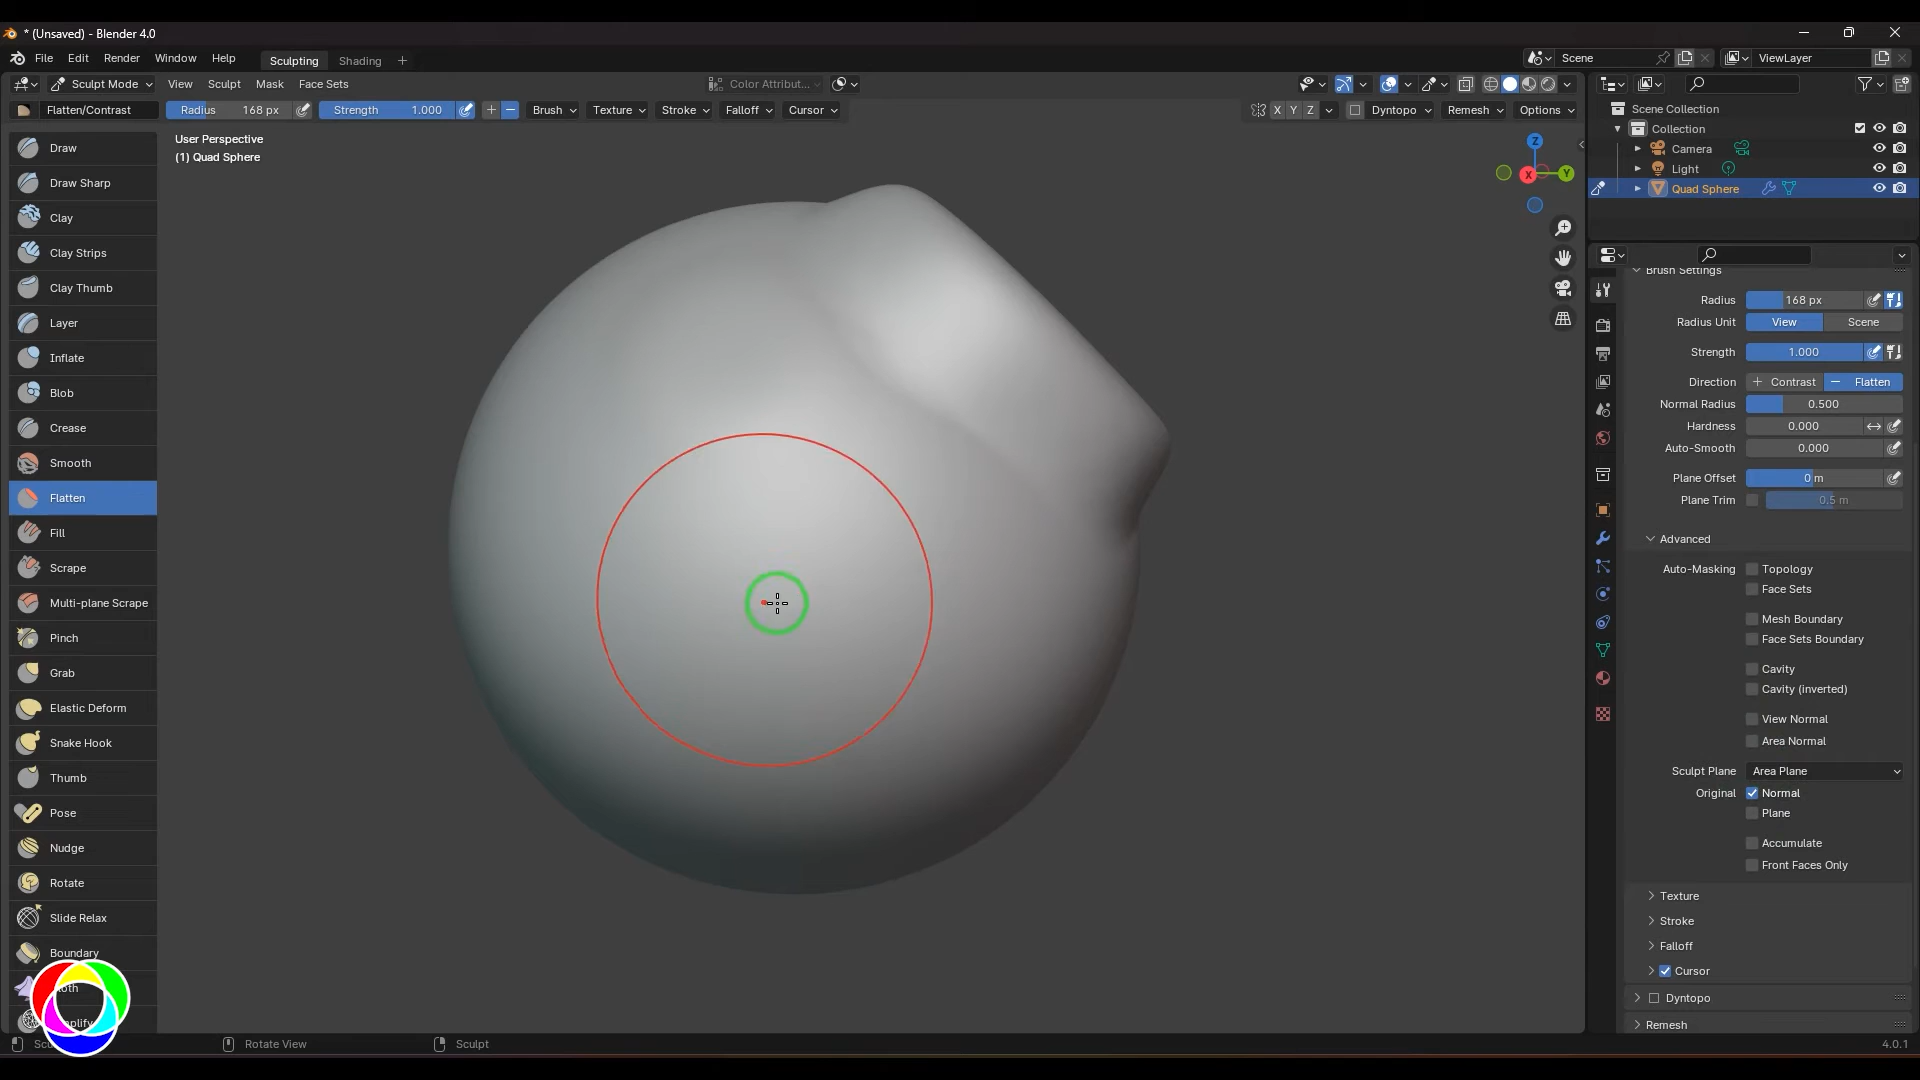 * (Unsaved) - Blender 4.0
File Edit Render Window Help Sculpting Shading + Scene ViewLayer
Sculpt Mode View Sculpt Mask Face Sets Color Attribut...
Flatten/Contrast Radius 168 px Strength 1.000 Brush Texture Stroke Falloff Cursor X Y Z Dyntopo Remesh Options
User Perspective
(1) Quad Sphere
Draw
Draw Sharp
Clay
Clay Strips
Clay Thumb
Layer
Inflate
Blob
Crease
Smooth
Flatten
Fill
Scrape
Multi-plane Scrape
Pinch
Grab
Elastic Deform
Snake Hook
Thumb
Pose
Nudge
Rotate
Slide Relax
Boundary
Z
X
Y
Scene Collection
Collection
Camera
Light
Quad Sphere
Brush Settings
Radius 168 px
Radius Unit View Scene
Strength 1.000
Direction + Contrast − Flatten
Normal Radius 0.500
Hardness 0.000
Auto-Smooth 0.000
Plane Offset 0 m
Plane Trim 0.5 m
Advanced
Auto-Masking Topology
Face Sets
Mesh Boundary
Face Sets Boundary
Cavity
Cavity (inverted)
View Normal
Area Normal
Sculpt Plane Area Plane
Original Normal
Plane
Accumulate
Front Faces Only
Texture
Stroke
Falloff
Cursor
Dyntopo
Remesh
Rotate View Sculpt 4.0.1